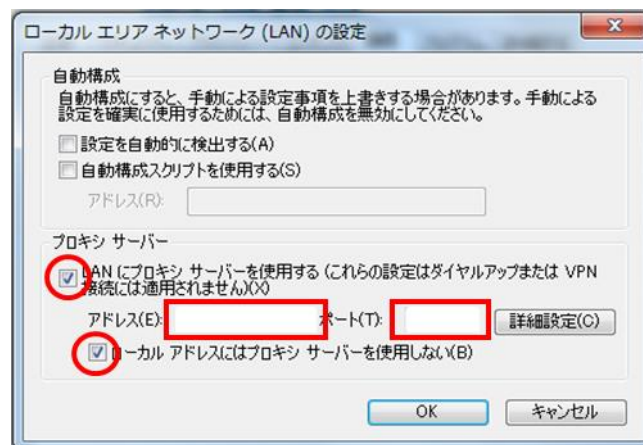 ローカル エリア ネットワーク (LAN) の設定
自動構成
自動構成にすると、手動による設定事項を上書きする場合があります。手動による
設定を確実に使用するためには、自動構成を無効にしてください。
設定を自動的に検出する(A)
自動構成スクリプトを使用する(S)
アドレス(R):
プロキシ サーバー
LAN にプロキシ サーバーを使用する (これらの設定はダイヤルアップまたは VPN
接続には適用されません)(X)
アドレス(E): ポート(T): 詳細設定(C)
ローカル アドレスにはプロキシ サーバーを使用しない(B)
OK キャンセル